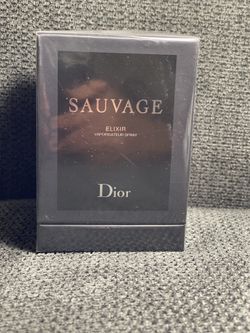 SAUVAGE
ELIXIR
VAPORISATEUR SPRAY
Dior